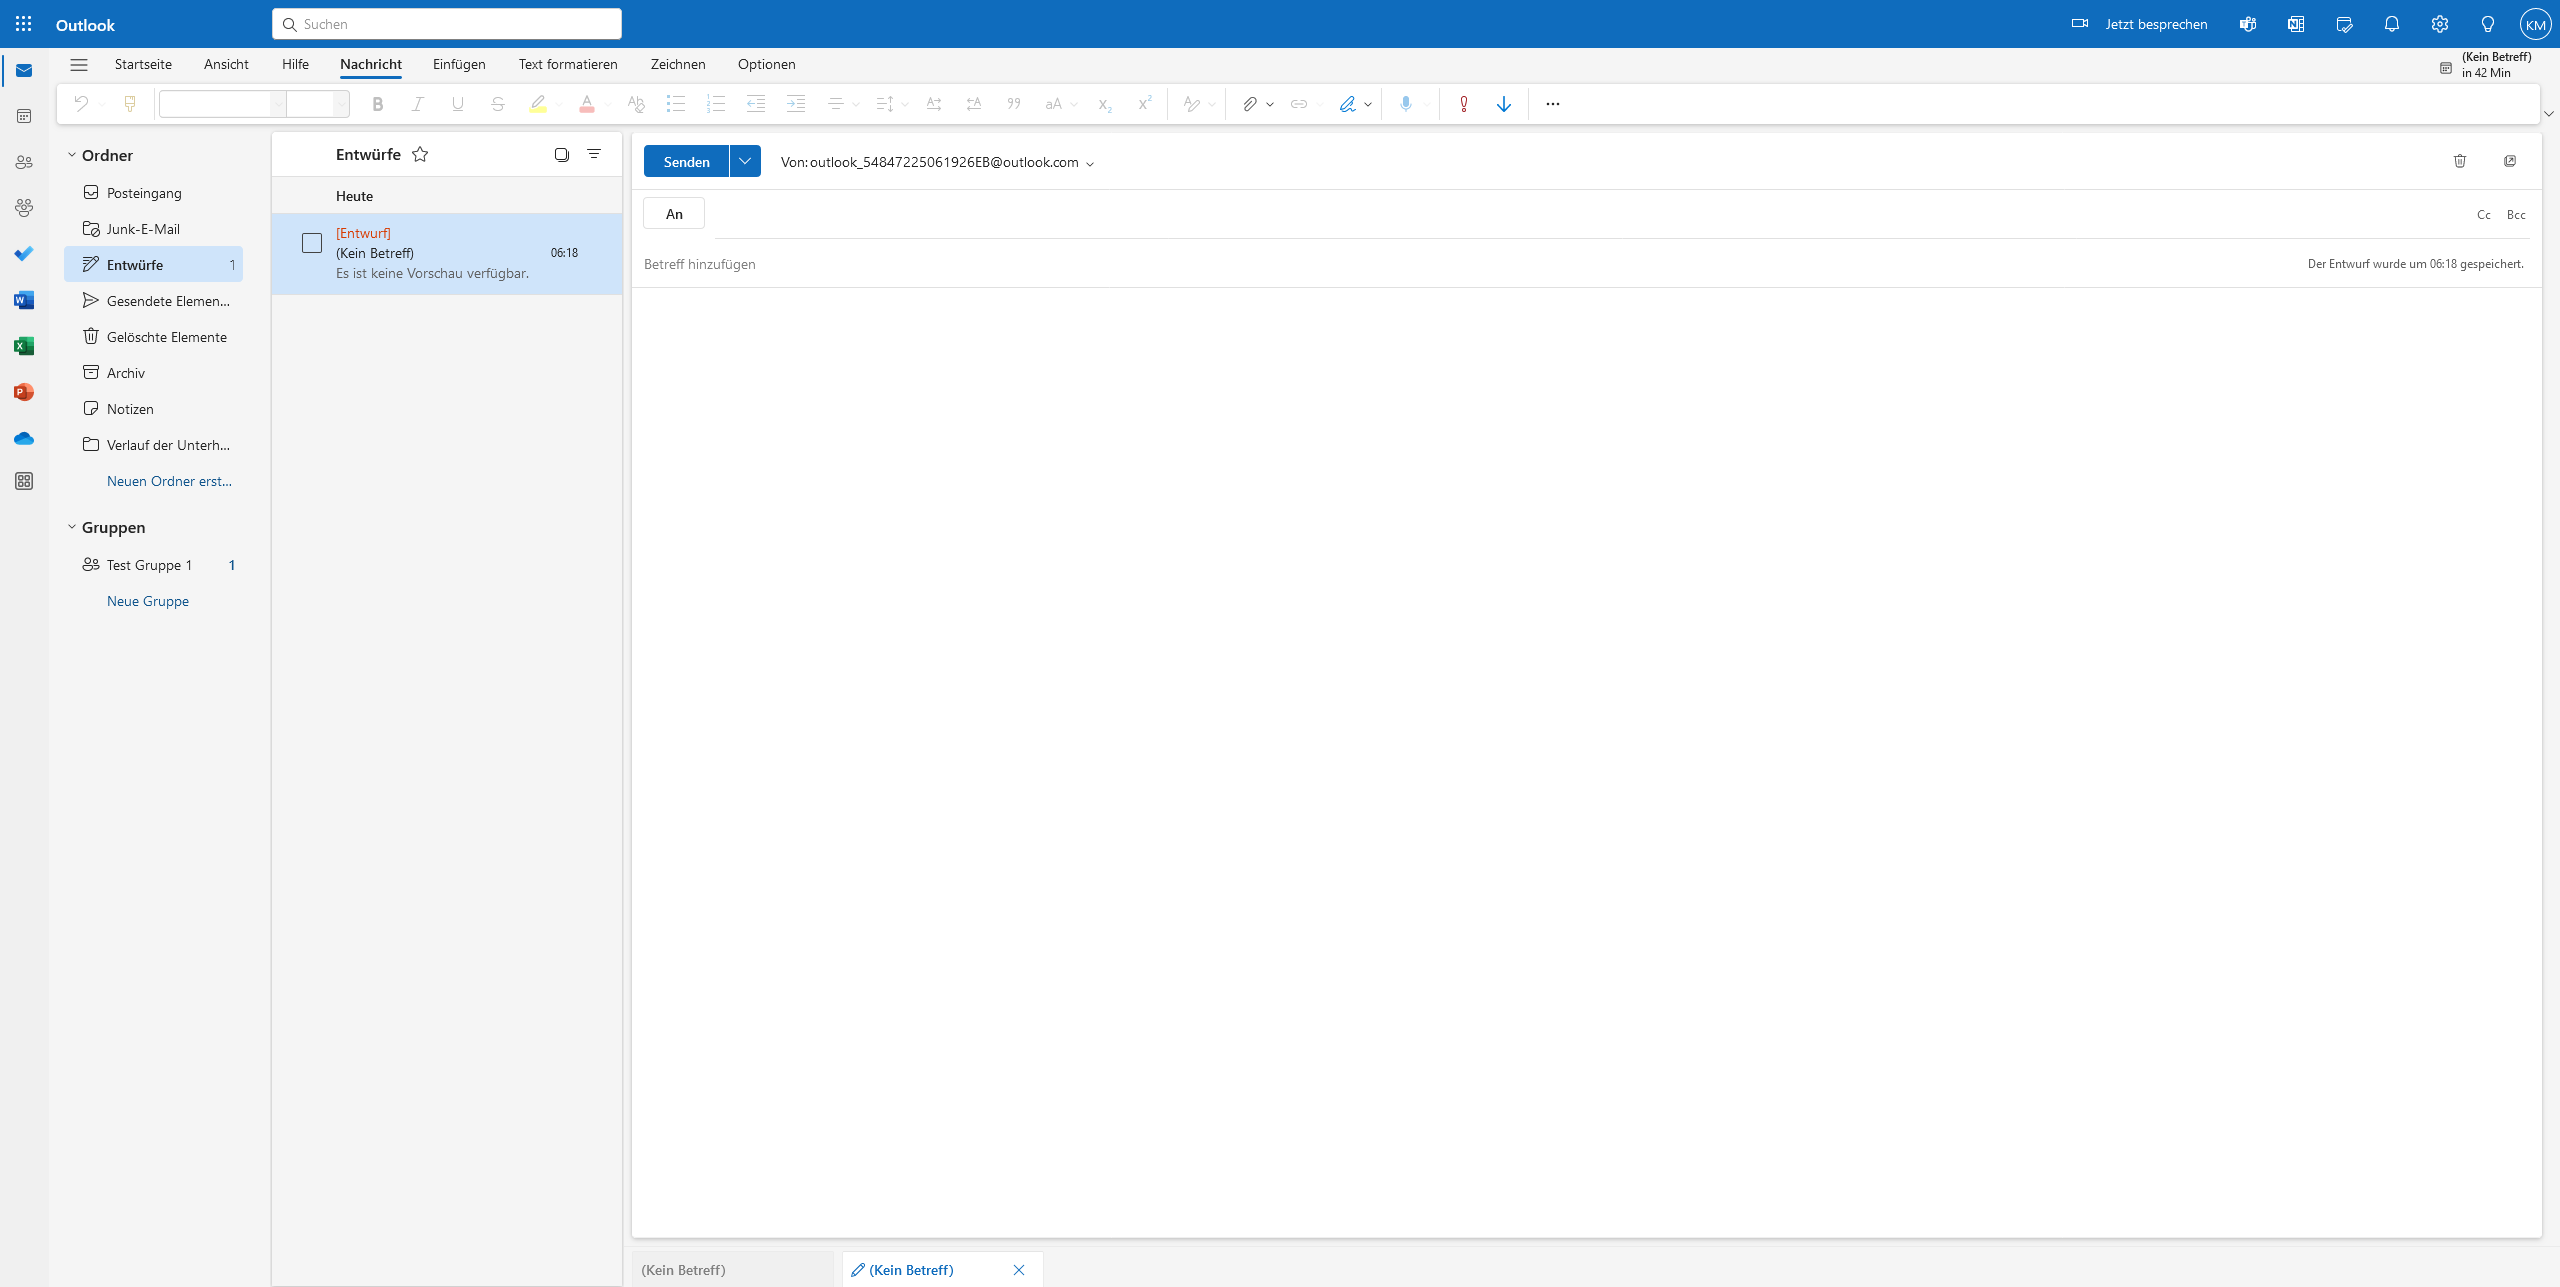 Outlook
Suchen
Jetzt besprechen
KM
Startseite
Ansicht
Hilfe
Nachricht
Einfügen
Text formatieren
Zeichnen
Optionen
(Kein Betreff)
in 42 Min
Ordner
Posteingang
Junk-E-Mail
Entwürfe 1
Gesendete Elemen...
Gelöschte Elemente
Archiv
Notizen
Verlauf der Unterh...
Neuen Ordner erst...
Gruppen
Test Gruppe 1 1
Neue Gruppe
Entwürfe
Heute
[Entwurf]
(Kein Betreff) 06:18
Es ist keine Vorschau verfügbar.
Senden
Von: outlook_54847225061926EB@outlook.com
An
Cc
Bcc
Betreff hinzufügen
Der Entwurf wurde um 06:18 gespeichert.
(Kein Betreff)
(Kein Betreff)